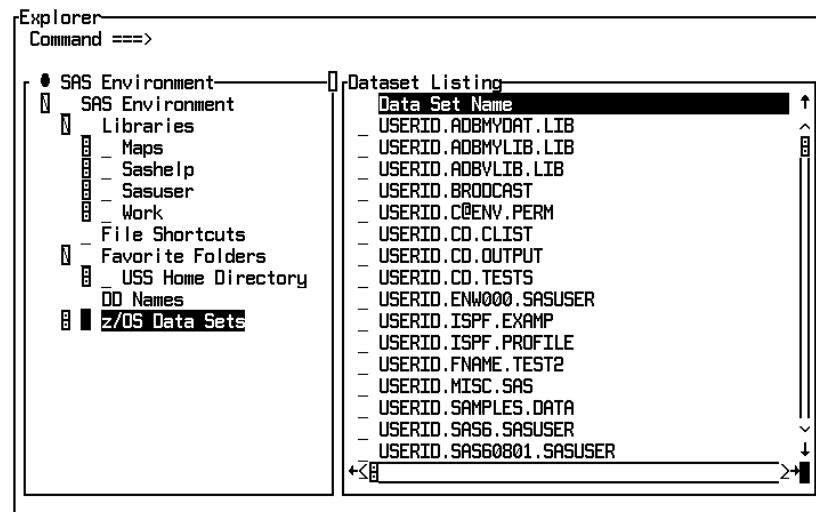 Explorer
Command ===>
SAS Environment
SAS Environment
_ Libraries
_ Maps
_ Sashelp
_ Sasuser
_ Work
_ File Shortcuts
_ Favorite Folders
_ USS Home Directory
DD Names
z/OS Data Sets
Dataset Listing
Data Set Name
_ USERID.ADBMYDAT.LIB
_ USERID.ADBMYLIB.LIB
_ USERID.ADBVLIB.LIB
_ USERID.BRODCAST
_ USERID.C@ENV.PERM
_ USERID.CD.CLIST
_ USERID.CD.OUTPUT
_ USERID.CD.TESTS
_ USERID.ENW000.SASUSER
_ USERID.ISPF.EXAMP
_ USERID.ISPF.PROFILE
_ USERID.FNAME.TEST2
_ USERID.MISC.SAS
_ USERID.SAMPLES.DATA
_ USERID.SAS6.SASUSER
_ USERID.SAS60801.SASUSER